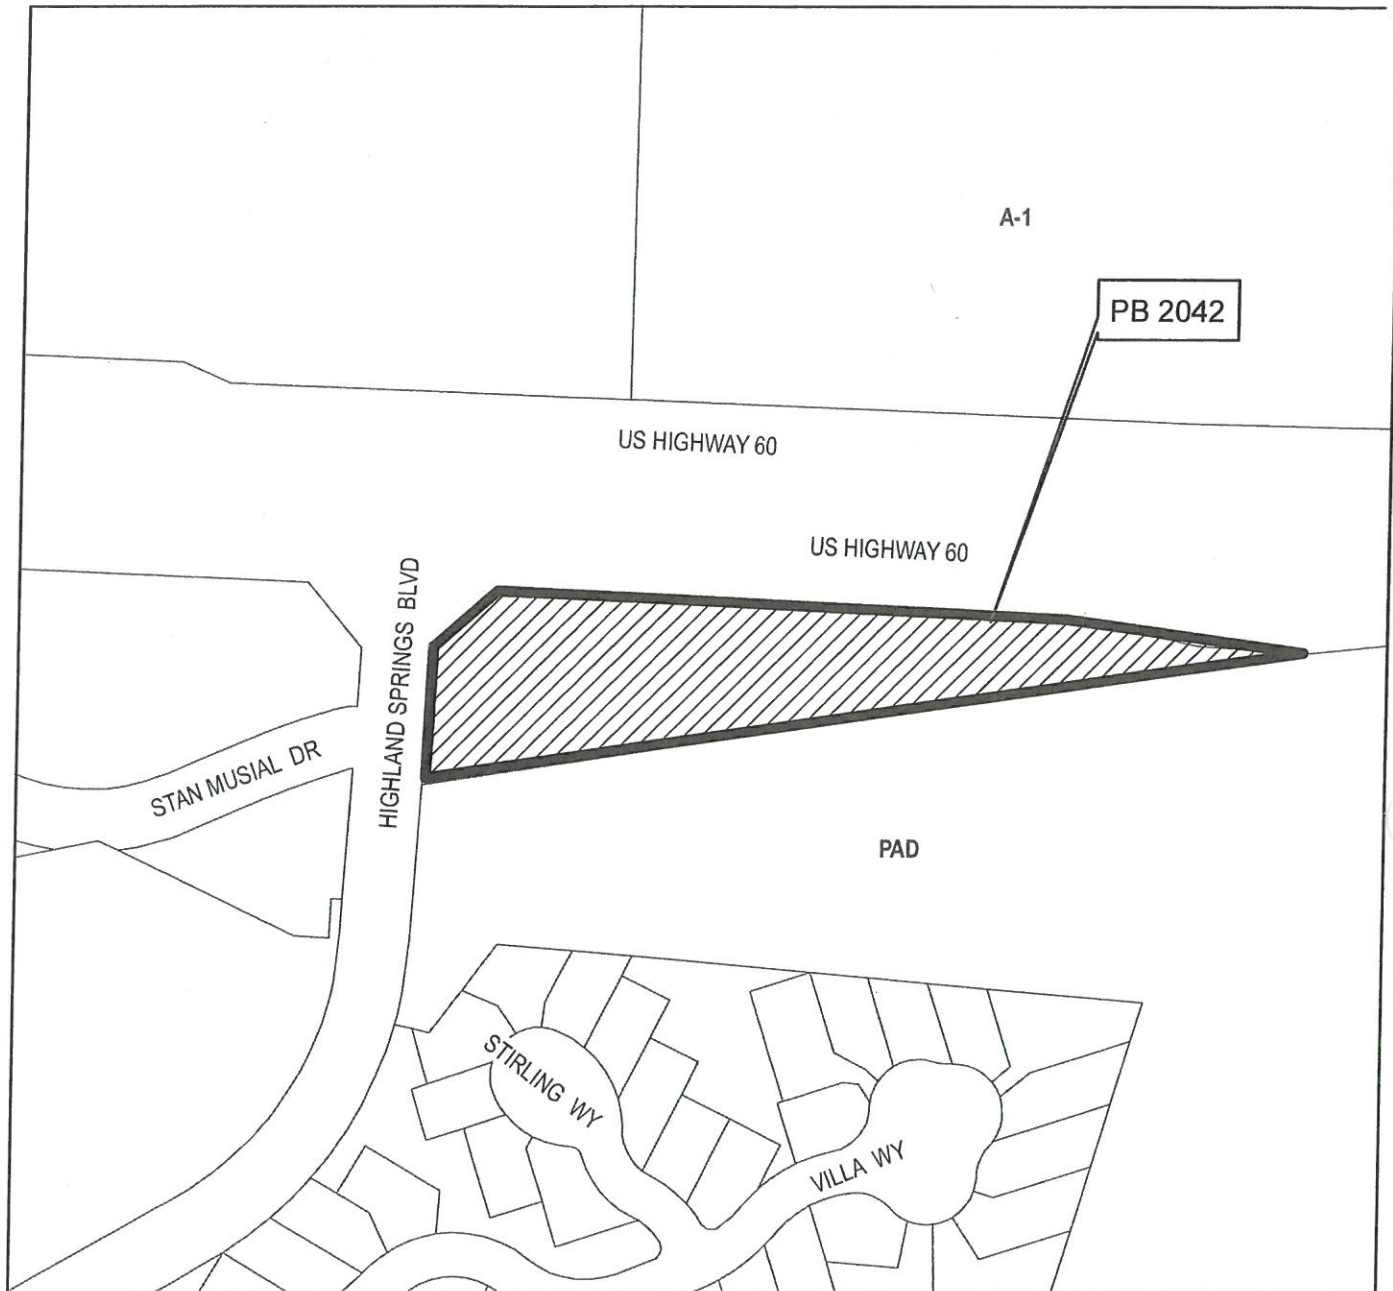 A-1
PB 2042
US HIGHWAY 60
US HIGHWAY 60
HIGHLAND SPRINGS BLVD
STAN MUSIAL DR
PAD
STIRLING WY
VILLA WY